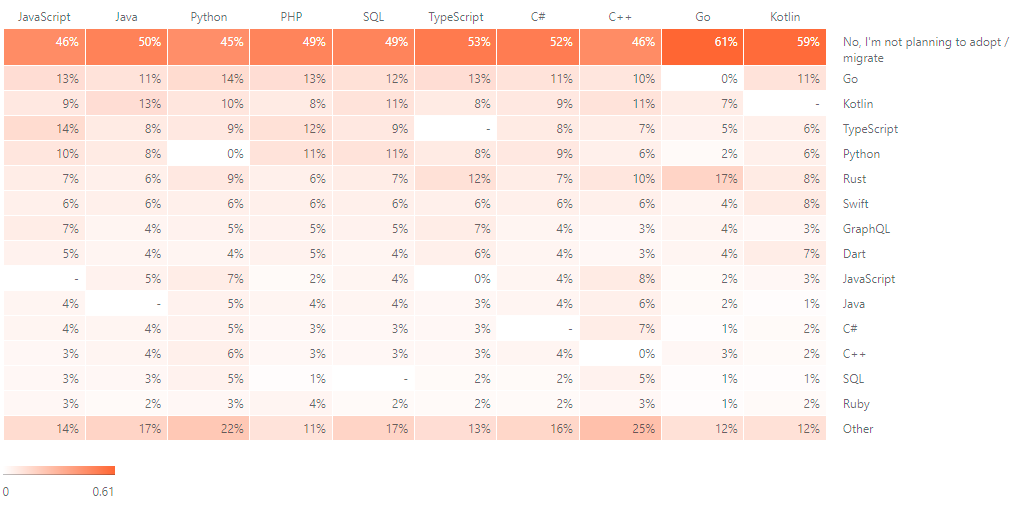 JavaScript Java Python PHP SQL TypeScript C# C++ Go Kotlin
46% 50% 45% 49% 49% 53% 52% 46% 61% 59% No, I'm not planning to adopt /
migrate
13% 11% 14% 13% 12% 13% 11% 10% 0% 11% Go
9% 13% 10% 8% 11% 8% 9% 11% 7% - Kotlin
14% 8% 9% 12% 9% - 8% 7% 5% 6% TypeScript
10% 8% 0% 11% 11% 8% 9% 6% 2% 6% Python
7% 6% 9% 6% 7% 12% 7% 10% 17% 8% Rust
6% 6% 6% 6% 6% 6% 6% 6% 4% 8% Swift
7% 4% 5% 5% 5% 7% 4% 3% 4% 3% GraphQL
5% 4% 4% 5% 4% 6% 4% 3% 4% 7% Dart
- 5% 7% 2% 4% 0% 4% 8% 2% 3% JavaScript
4% - 5% 4% 4% 3% 4% 6% 2% 1% Java
4% 4% 5% 3% 3% 3% - 7% 1% 2% C#
3% 4% 6% 3% 3% 3% 4% 0% 3% 2% C++
3% 3% 5% 1% - 2% 2% 5% 1% 1% SQL
3% 2% 3% 4% 2% 2% 2% 3% 1% 2% Ruby
14% 17% 22% 11% 17% 13% 16% 25% 12% 12% Other
0 0.61